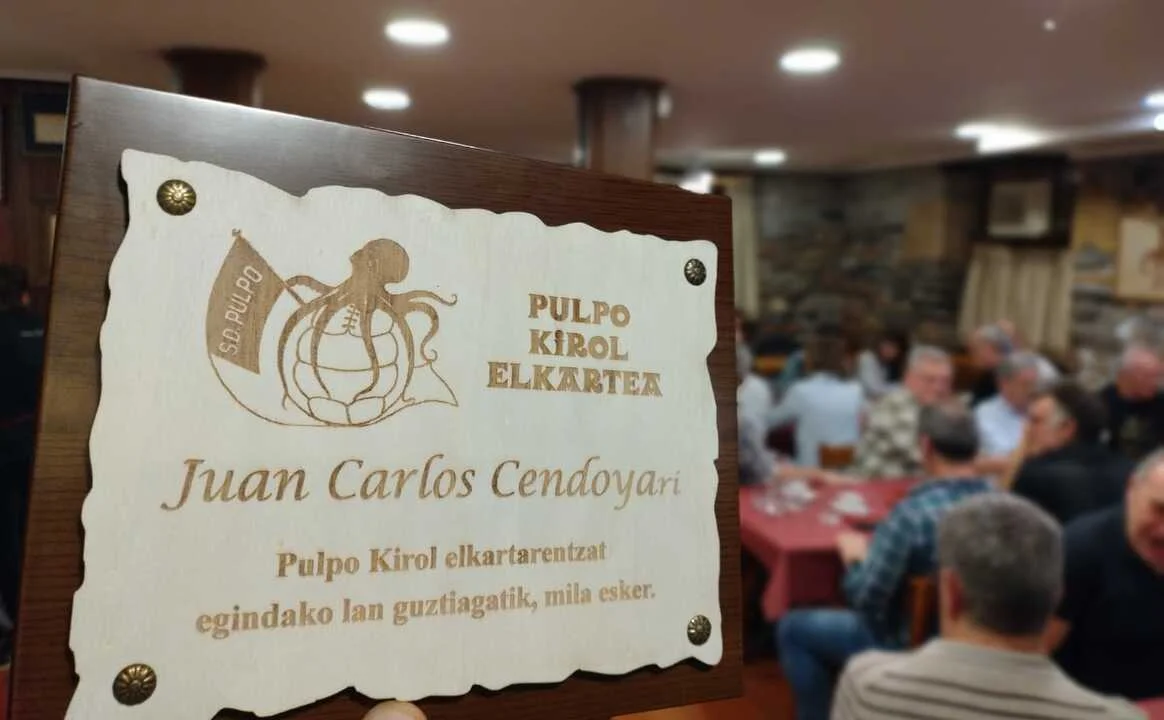 S.D. PULPO
PULPO
KIROL
ELKARTEA
Juan Carlos Cendoyari
Pulpo Kirol elkartarentzat
egindako lan guztiagatik, mila esker.